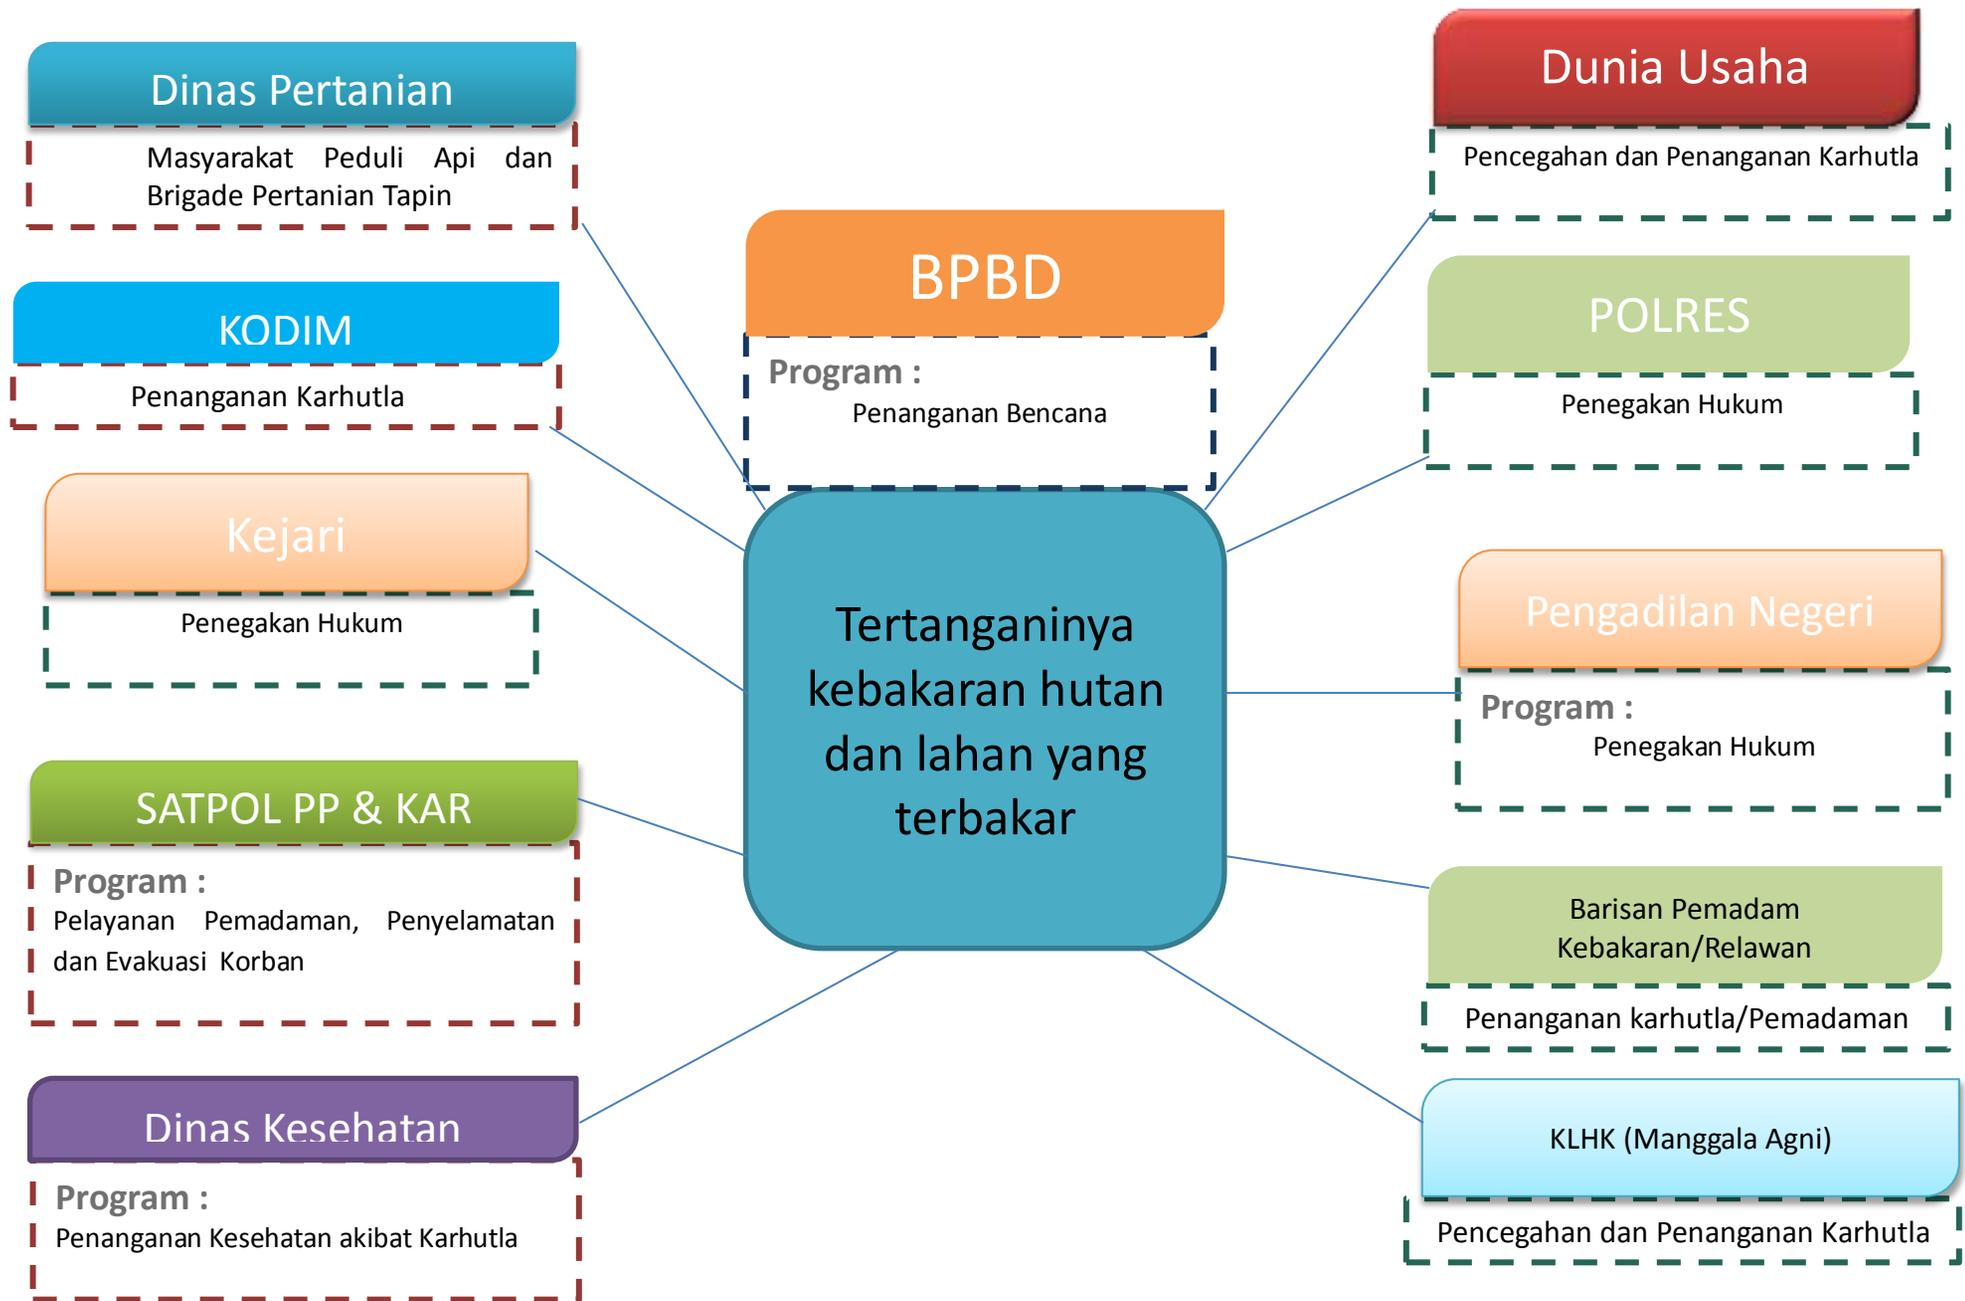 Dinas Pertanian
Masyarakat Peduli Api dan
Brigade Pertanian Tapin
KODIM
Penanganan Karhutla
Kejari
Penegakan Hukum
SATPOL PP & KAR
Program :
Pelayanan Pemadaman, Penyelamatan
dan Evakuasi Korban
Dinas Kesehatan
Program :
Penanganan Kesehatan akibat Karhutla
BPBD
Program :
Penanganan Bencana
Tertanganinya
kebakaran hutan
dan lahan yang
terbakar
Dunia Usaha
Pencegahan dan Penanganan Karhutla
POLRES
Penegakan Hukum
Pengadilan Negeri
Program :
Penegakan Hukum
Barisan Pemadam
Kebakaran/Relawan
Penanganan karhutla/Pemadaman
KLHK (Manggala Agni)
Pencegahan dan Penanganan Karhutla